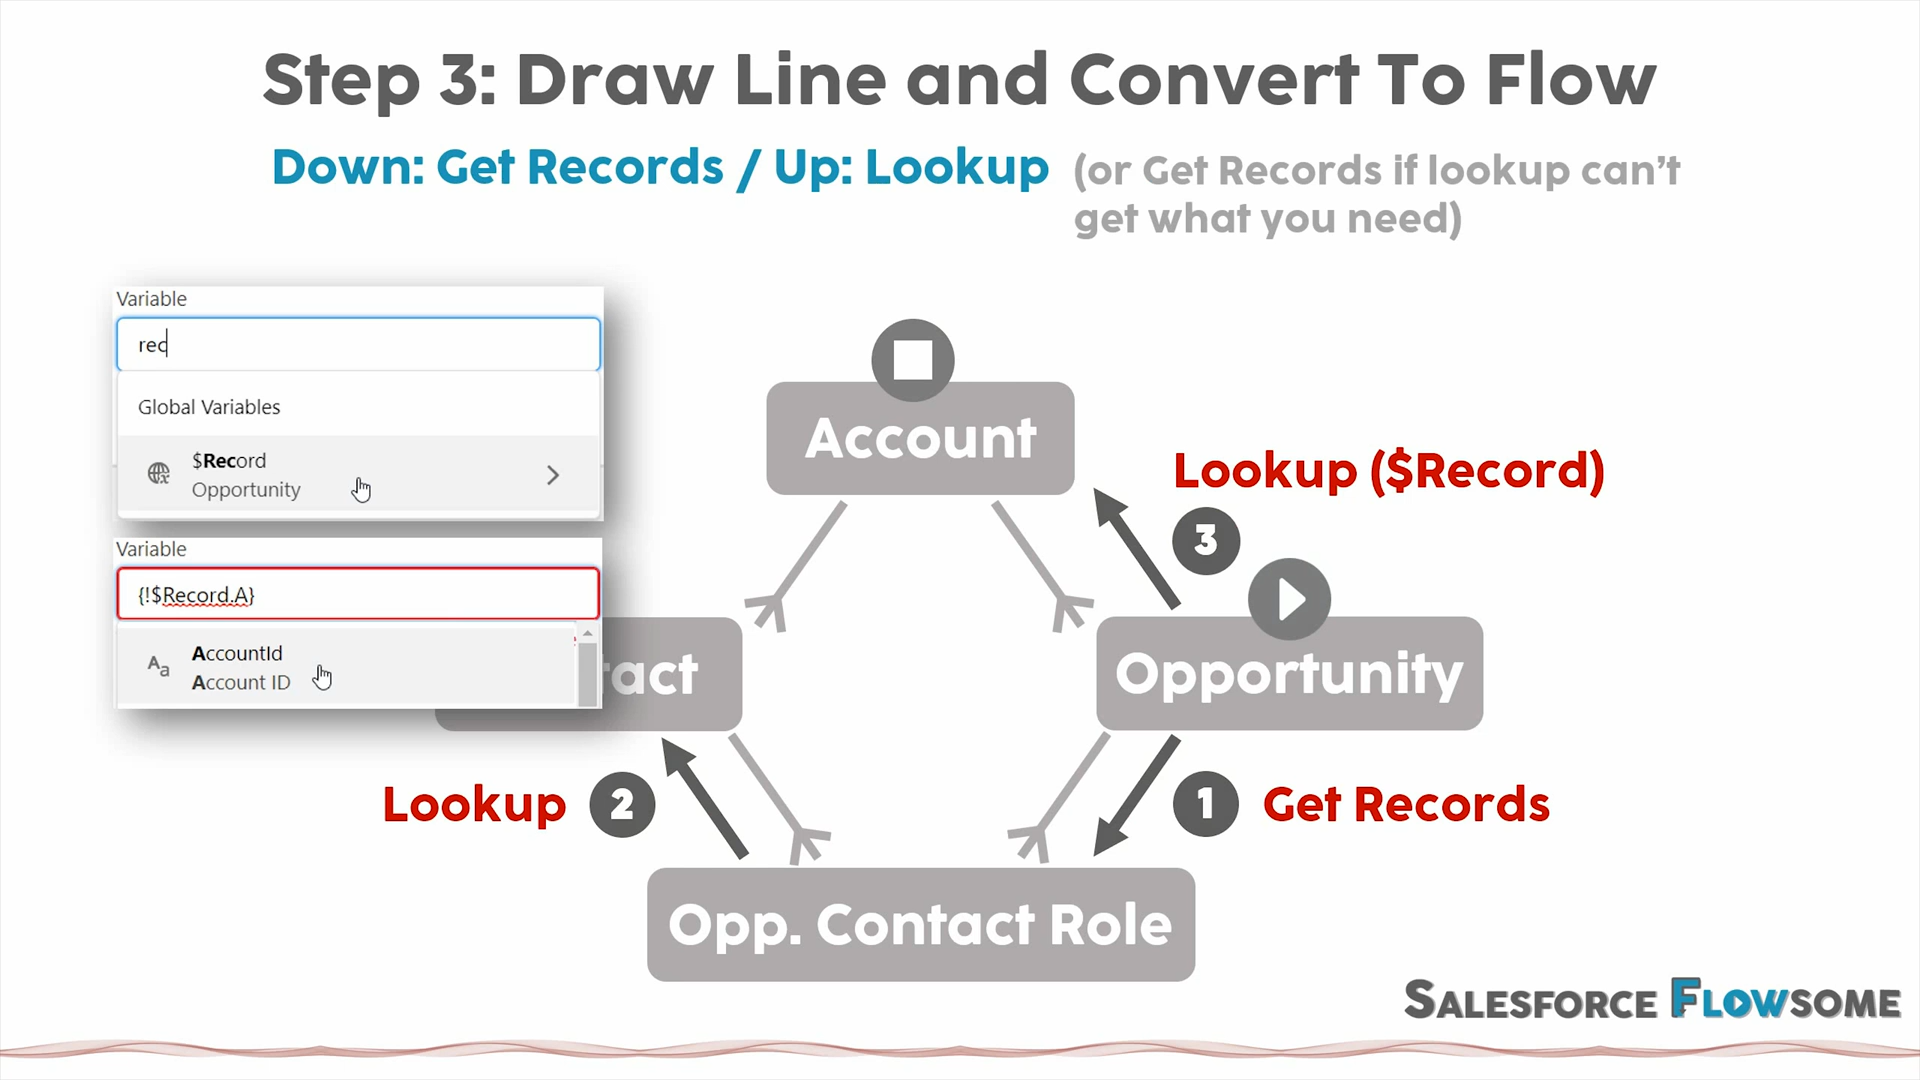 Step 3: Draw Line and Convert To Flow
Down: Get Records / Up: Lookup (or Get Records if lookup can't
get what you need)
Variable
rec
Global Variables
$Record
Opportunity
Variable
{!$Record.A}
Aa AccountId
Account ID
Account
Lookup ($Record)
3
tact
Opportunity
Lookup 2
1 Get Records
Opp. Contact Role
SALESFORCE FLOWSOME